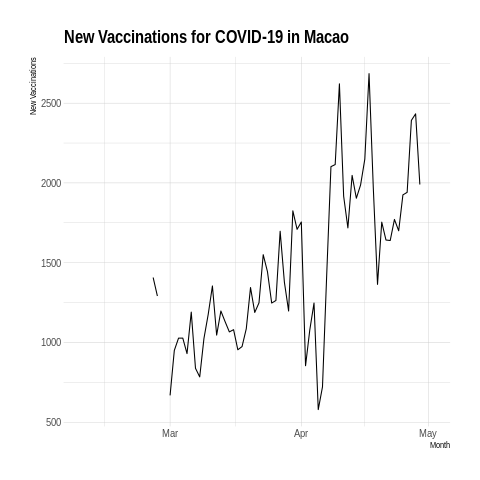 New Vaccinations for COVID-19 in Macao
New Vaccinations
2500
2000
1500
1000
500
Mar Apr May
Month